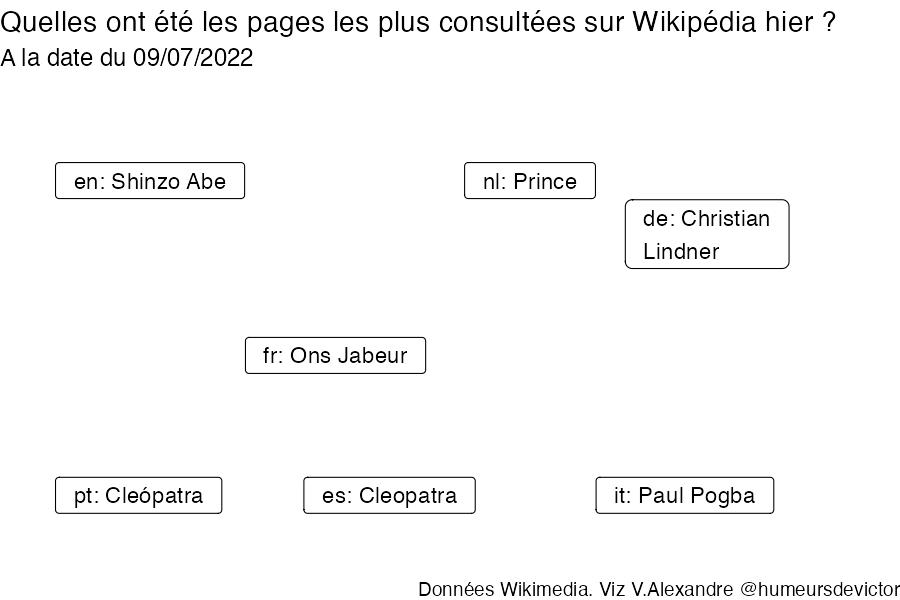 Quelles ont été les pages les plus consultées sur Wikipédia hier ?
A la date du 09/07/2022
en: Shinzo Abe
nl: Prince
de: Christian
Lindner
fr: Ons Jabeur
pt: Cleópatra
es: Cleopatra
it: Paul Pogba
Données Wikimedia. Viz V.Alexandre @humeursdevictor